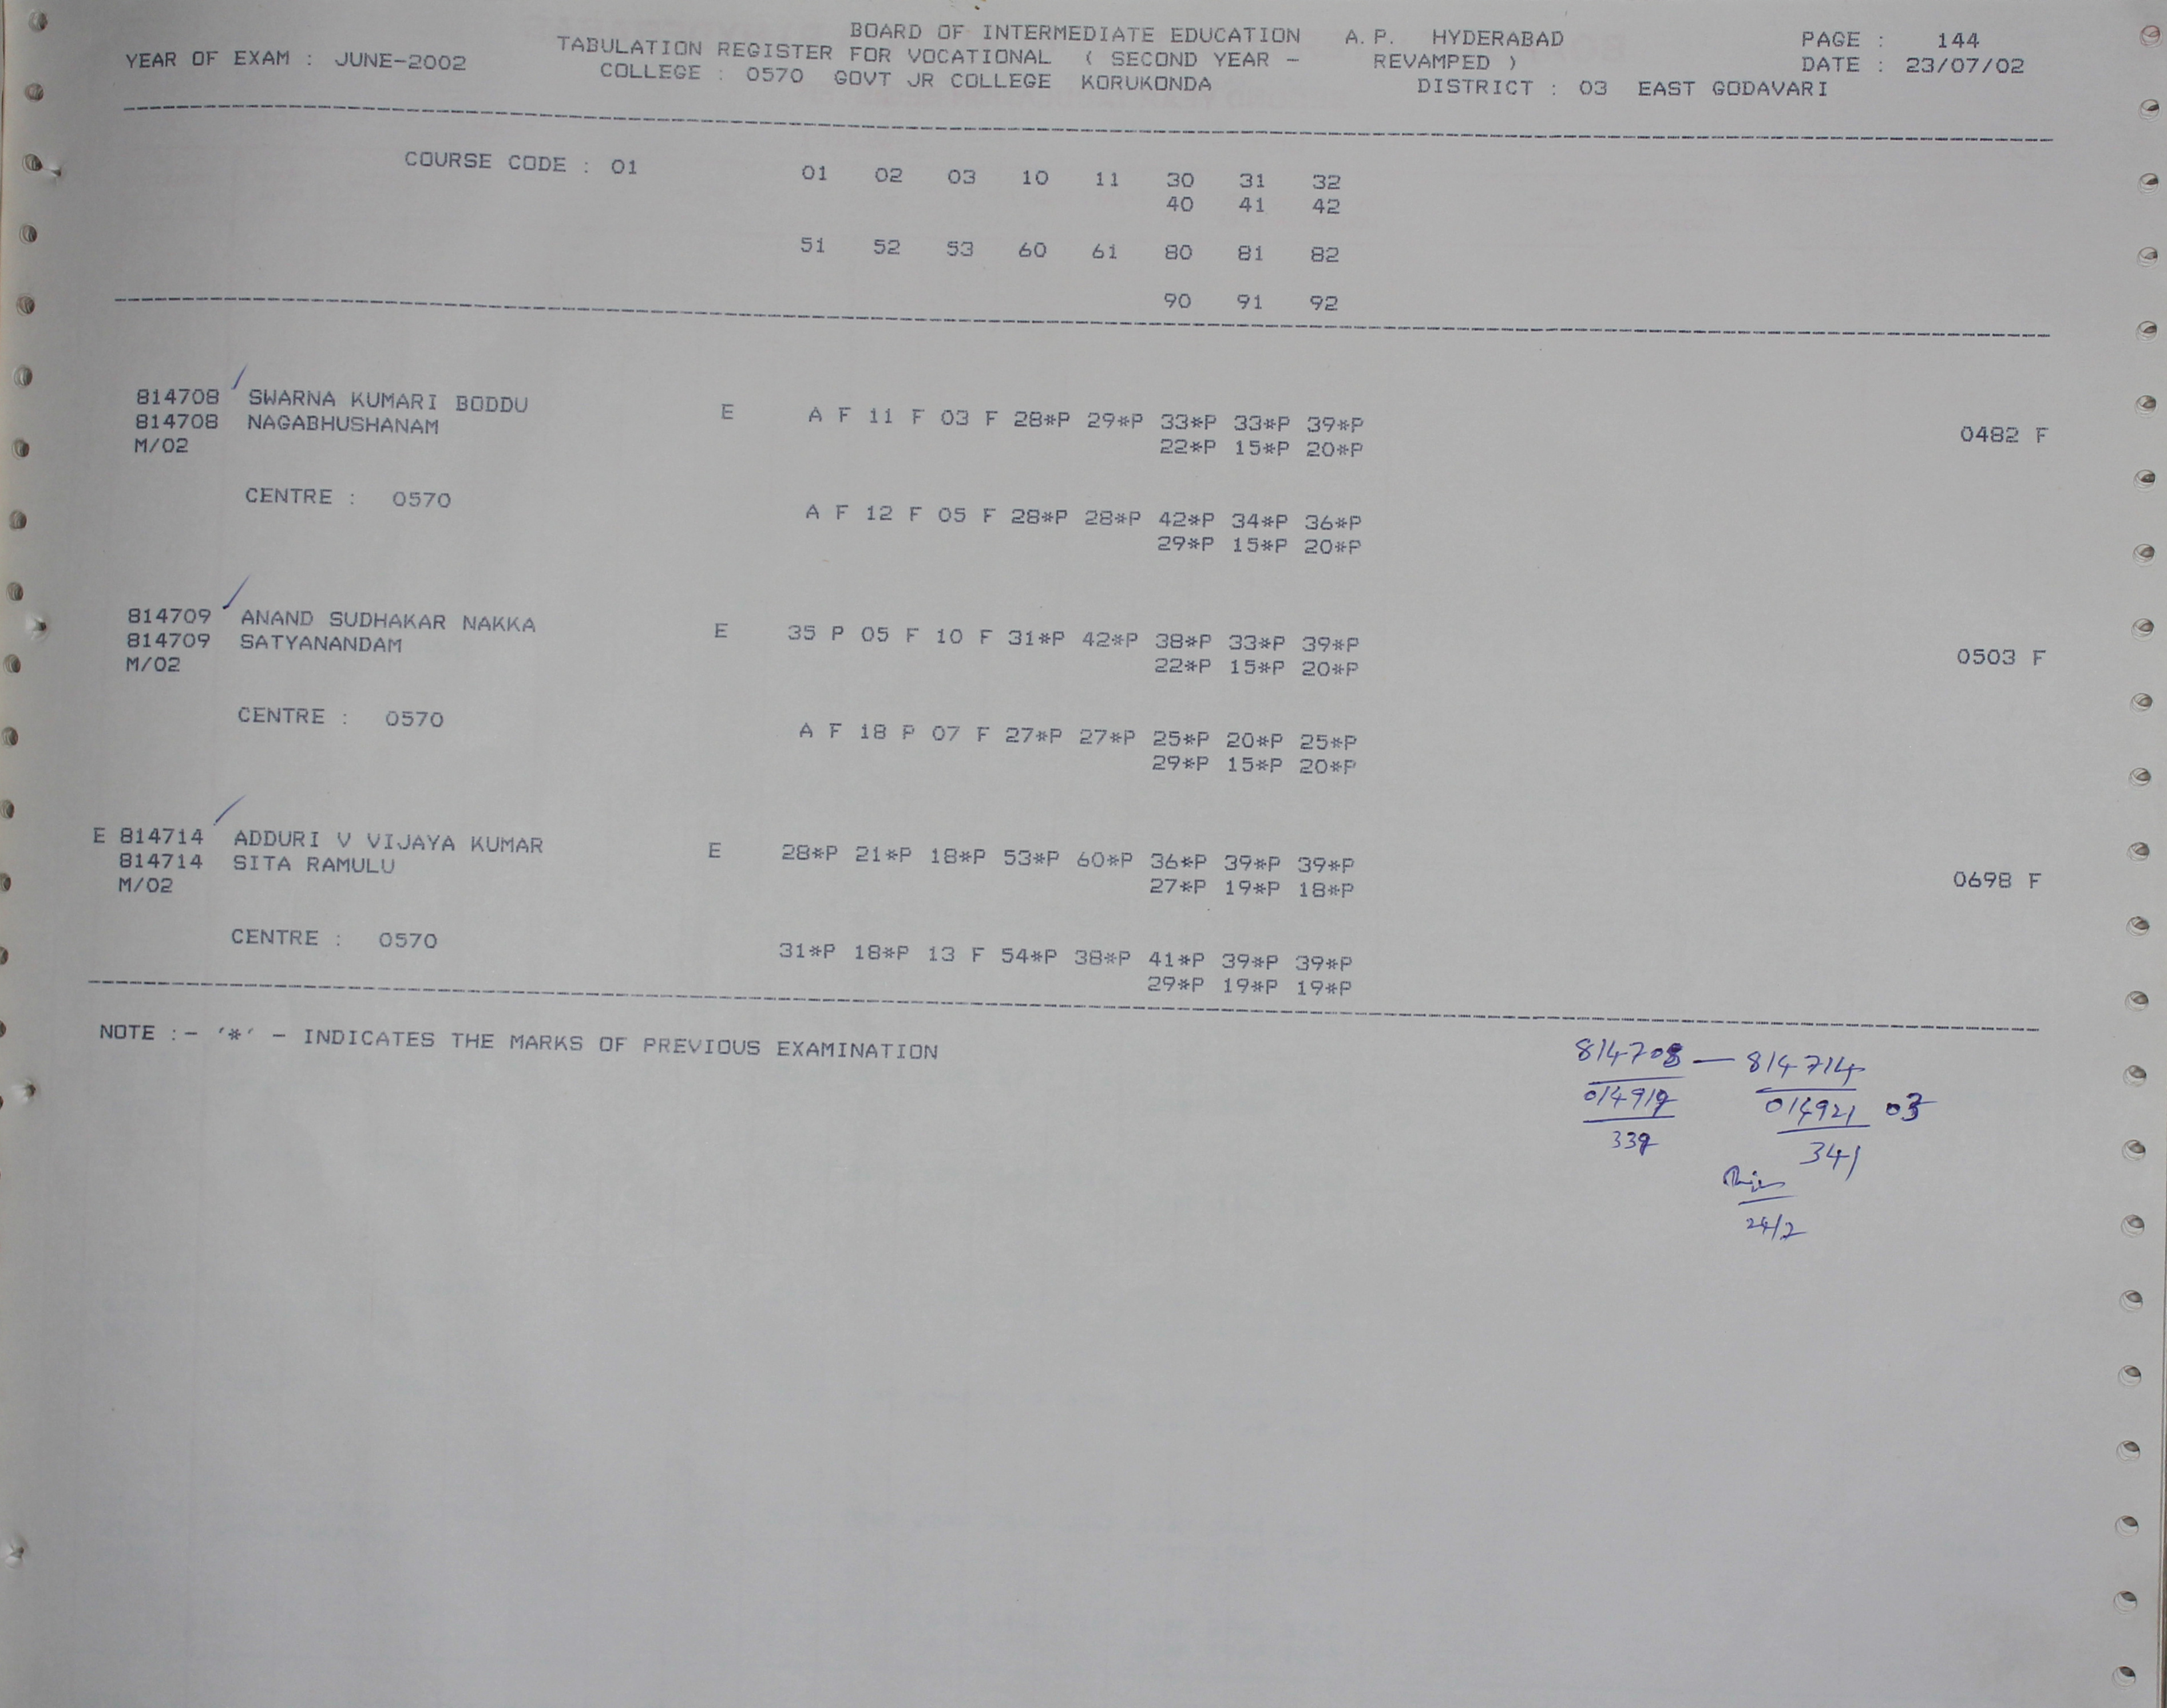 BOARD OF INTERMEDIATE EDUCATION A.P. HYDERABAD PAGE : 144
YEAR OF EXAM : JUNE-2002 TABULATION REGISTER FOR VOCATIONAL ( SECOND YEAR - REVAMPED ) DATE : 23/07/02
COLLEGE : 0570 GOVT JR COLLEGE KORUKONDA DISTRICT : 03 EAST GODAVARI
COURSE CODE : 01 01 02 03 10 11 30 31 32
40 41 42
51 52 53 60 61 80 81 82
90 91 92
814708 SWARNA KUMARI BODDU E A F 11 F 03 F 28*P 29*P 33*P 33*P 39*P
814708 NAGABHUSHANAM 22*P 15*P 20*P 0482 F
M/02
CENTRE : 0570 A F 12 F 05 F 28*P 28*P 42*P 34*P 36*P
29*P 15*P 20*P
814709 ANAND SUDHAKAR NAKKA E 35 P 05 F 10 F 31*P 42*P 38*P 33*P 39*P
814709 SATYANANDAM 22*P 15*P 20*P 0503 F
M/02
CENTRE : 0570 A F 18 P 07 F 27*P 27*P 25*P 20*P 25*P
29*P 15*P 20*P
E 814714 ADDURI V VIJAYA KUMAR E 28*P 21*P 18*P 53*P 60*P 36*P 39*P 39*P
814714 SITA RAMULU 27*P 19*P 18*P 0698 F
M/02
CENTRE : 0570 31*P 18*P 13 F 54*P 38*P 41*P 39*P 39*P
29*P 19*P 19*P
NOTE :- '*' - INDICATES THE MARKS OF PREVIOUS EXAMINATION
814708 — 814714
014919 014921 03
339 341
24/2